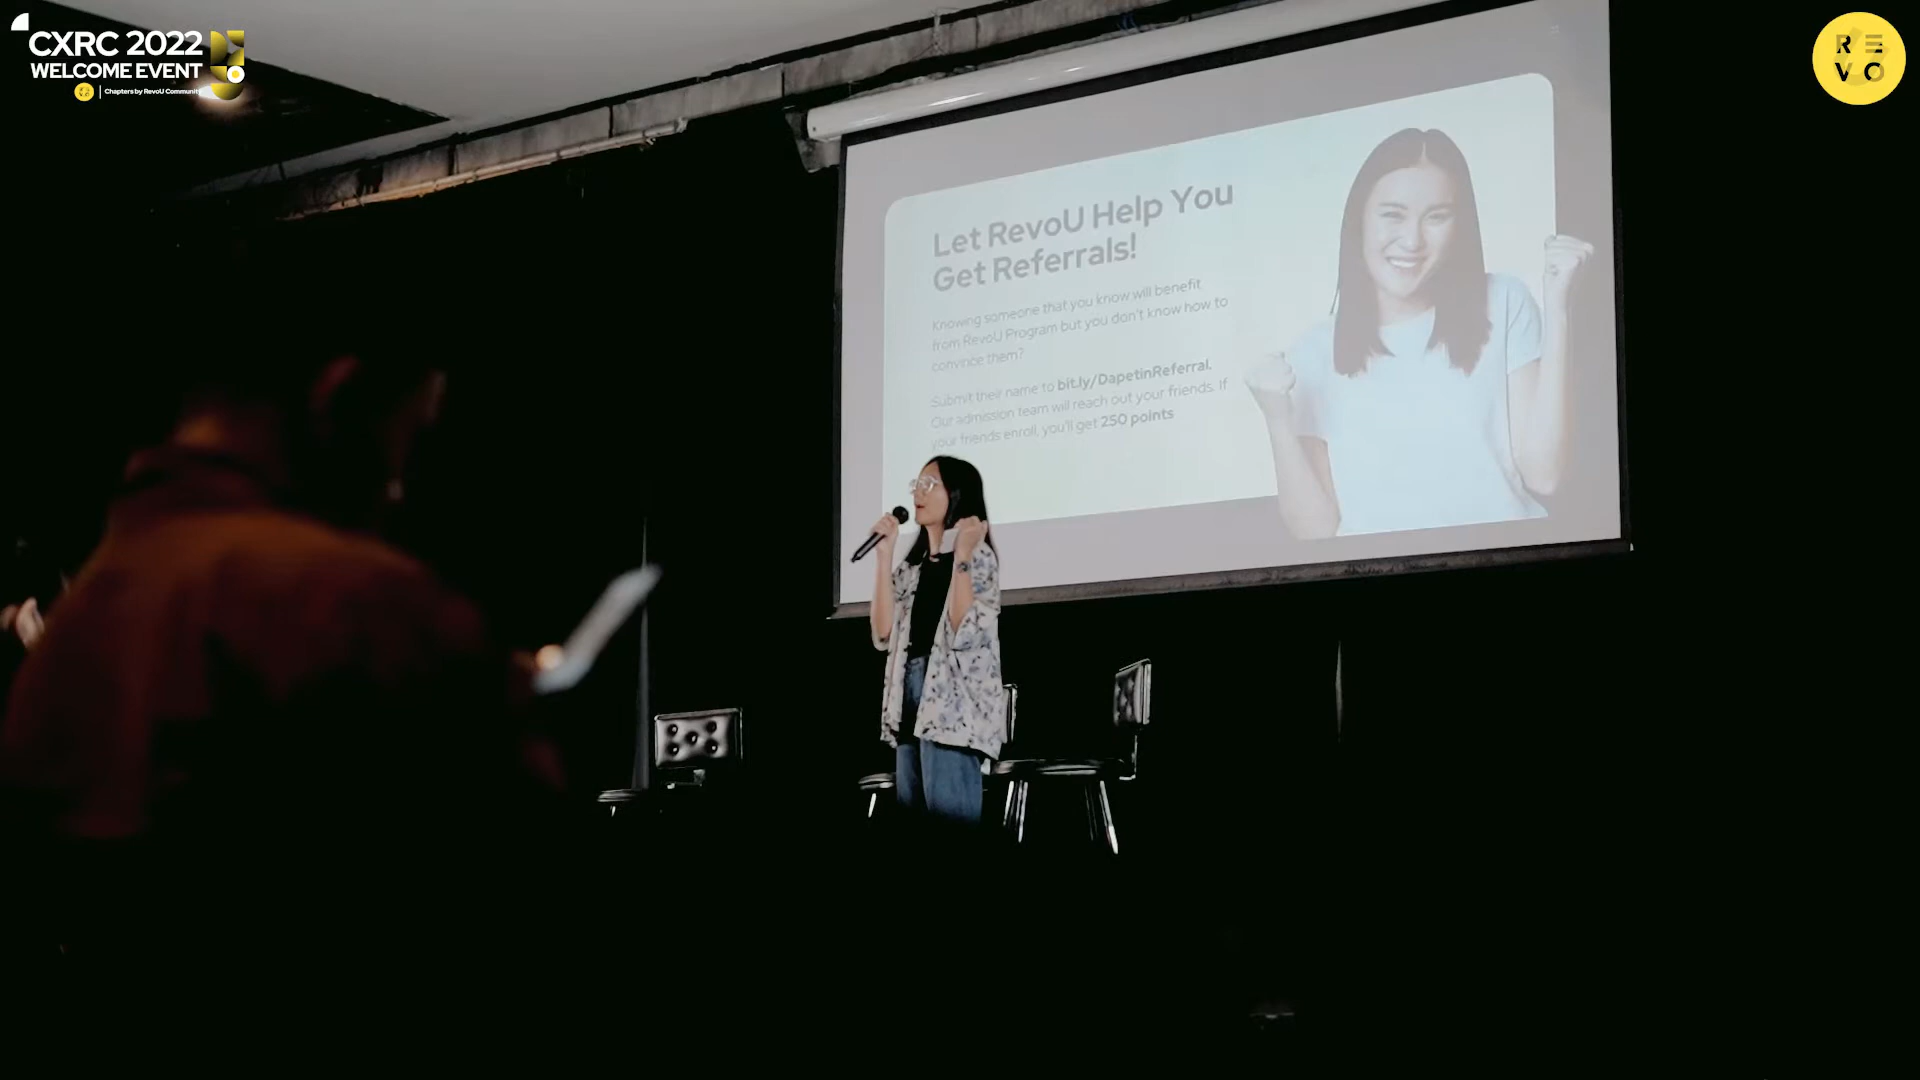 CXRC 2022
WELCOME EVENT
Chapters by RevoU Community
RE
VO
Let RevoU Help You
Get Referrals!
Knowing someone that you know will benefit
from RevoU Program but you don't know how to
convince them?
Submit their name to bit.ly/DapetinReferral.
Our admission team will reach out your friends. If
your friends enroll, you'll get 250 points